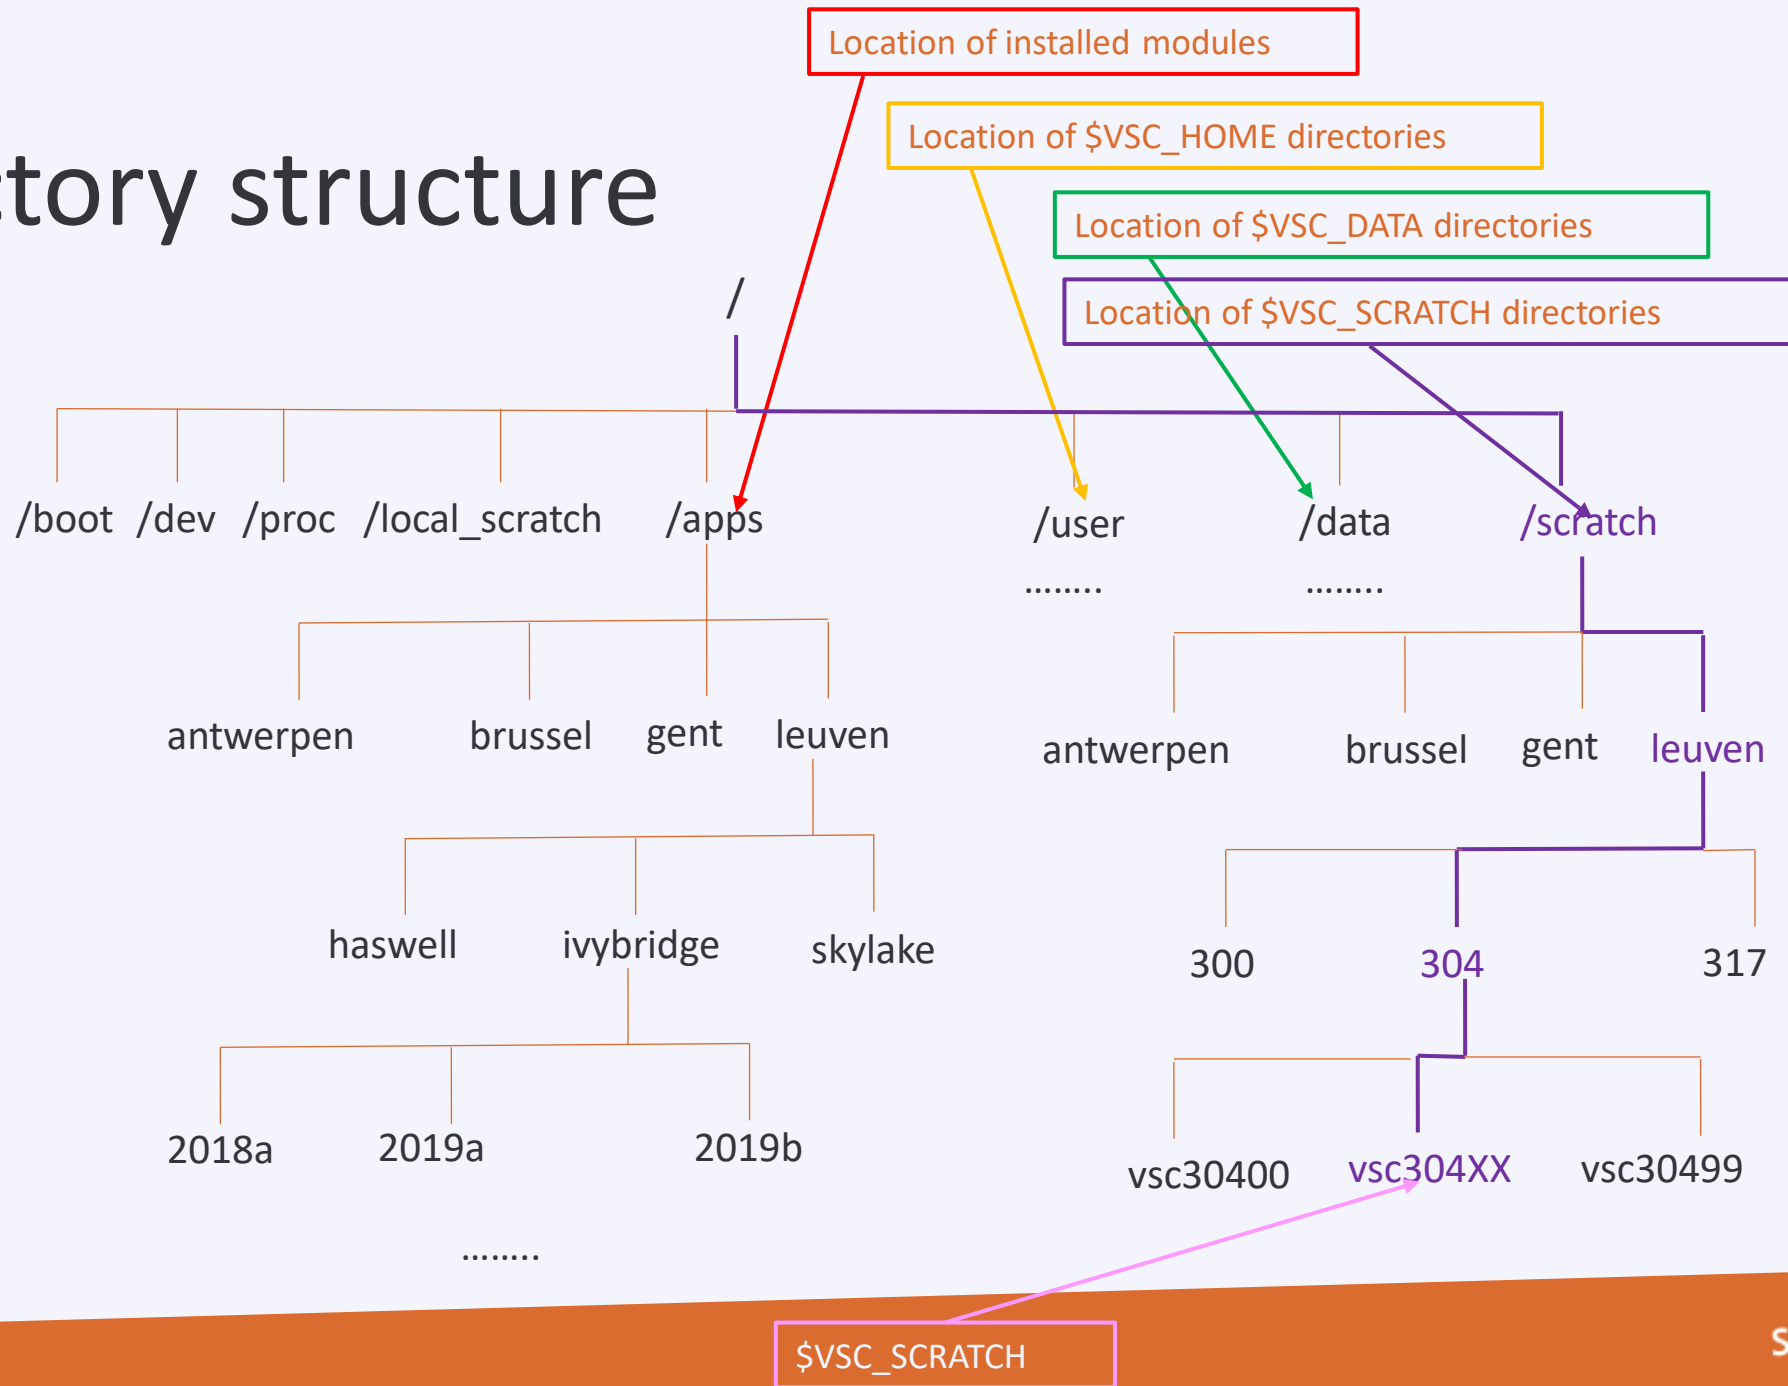 Location of installed modules
Location of $VSC_HOME directories
ctory structure
Location of $VSC_DATA directories
Location of $VSC_SCRATCH directories
/
/boot /dev /proc /local_scratch /apps /user /data /scratch
........ ........
antwerpen brussel gent leuven antwerpen brussel gent leuven
haswell ivybridge skylake 300 304 317
2018a 2019a 2019b vsc30400 vsc304XX vsc30499
........
$VSC_SCRATCH
S